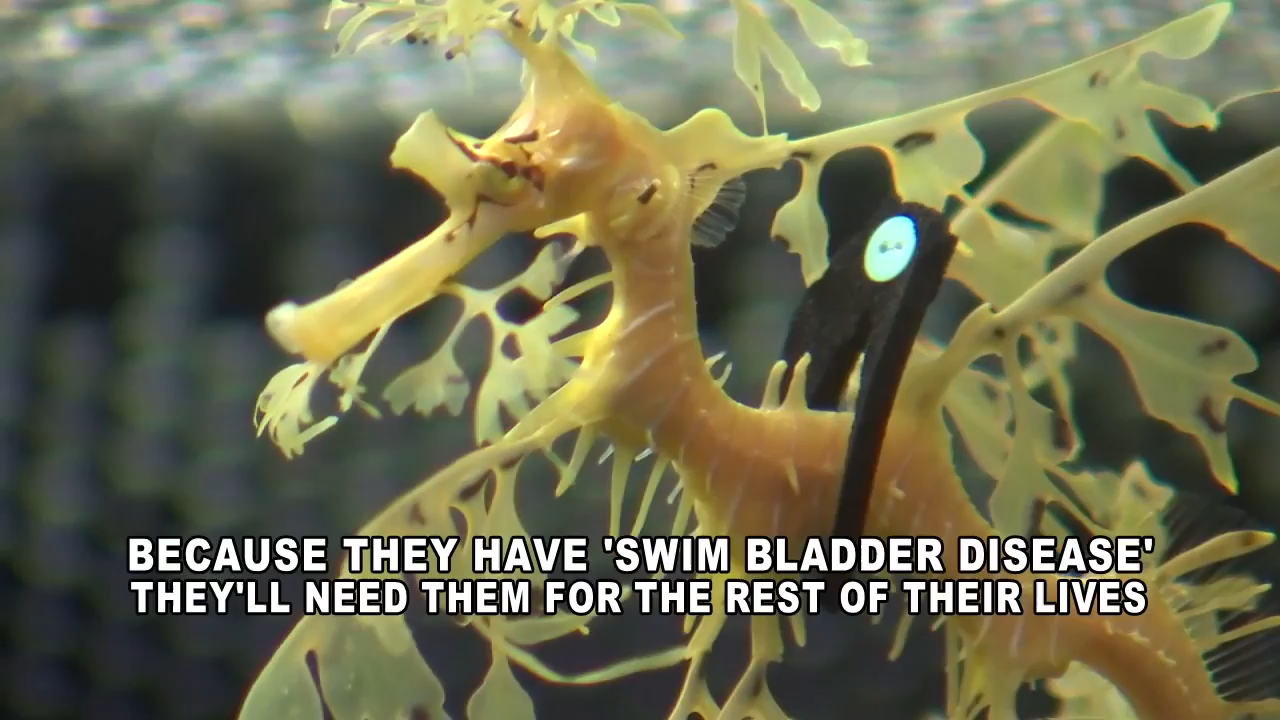 BECAUSE THEY HAVE 'SWIM BLADDER DISEASE'
THEY'LL NEED THEM FOR THE REST OF THEIR LIVES